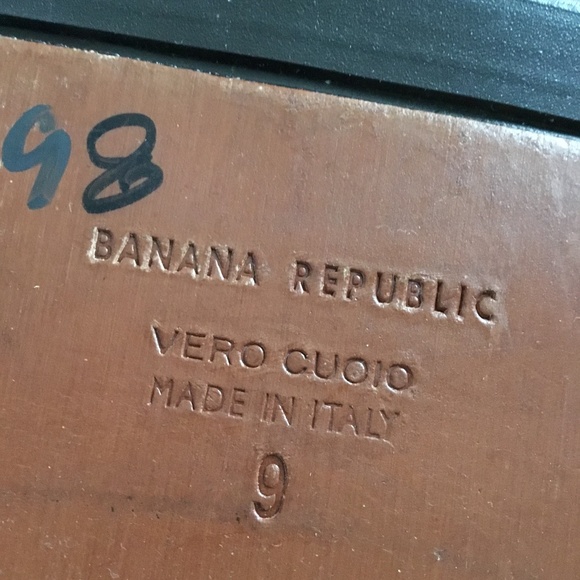 98
BANANA REPUBLIC
VERO CUOIO
MADE IN ITALY
9